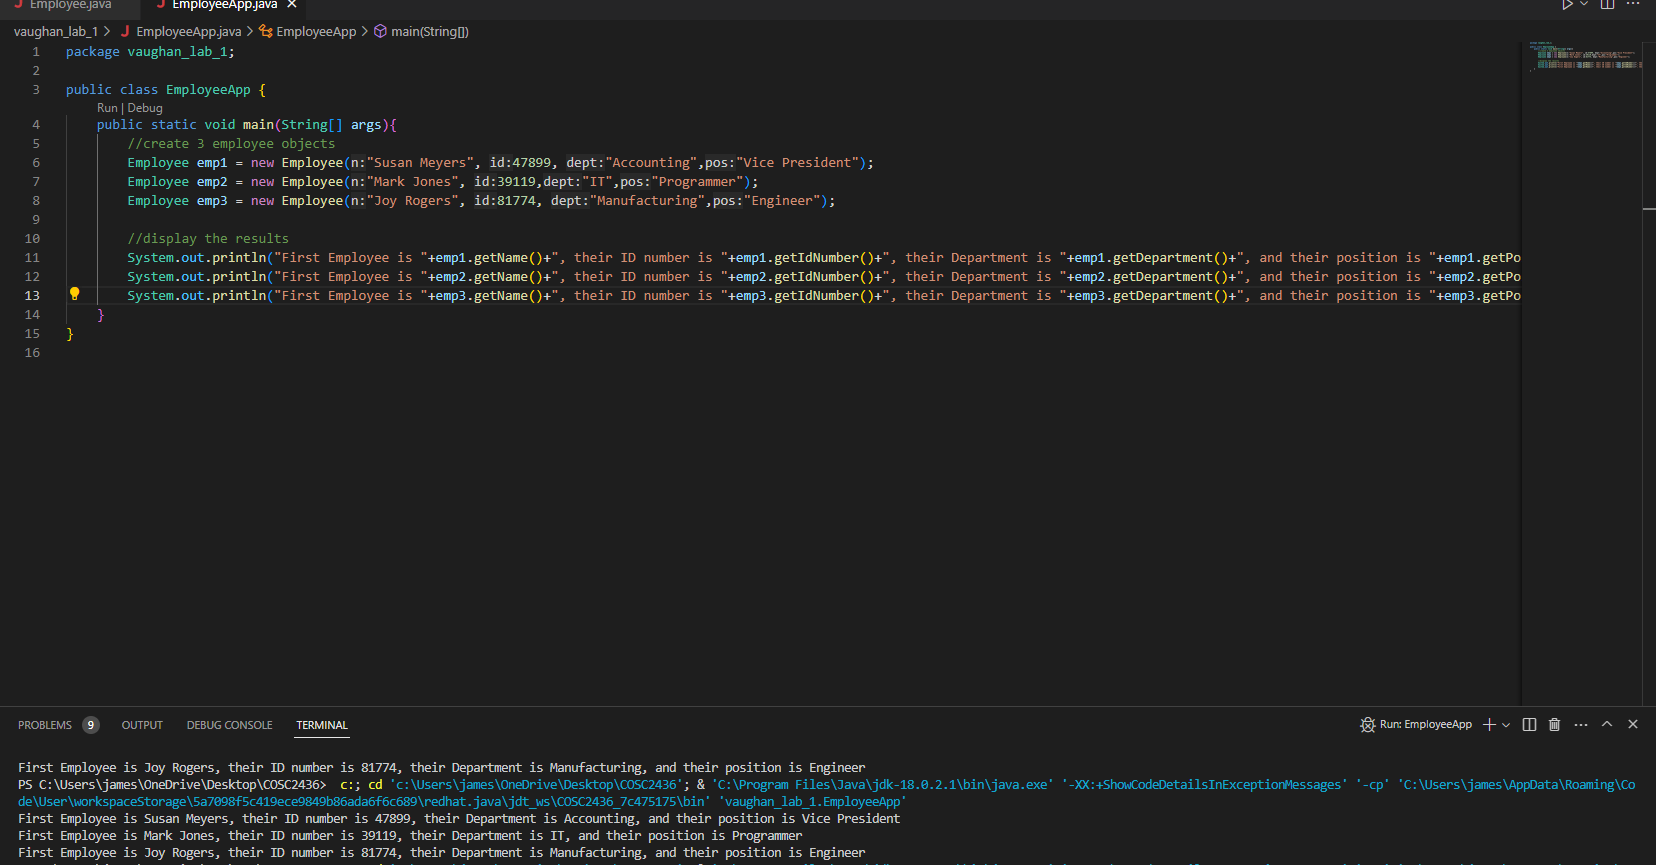 Employee.java EmployeeApp.java
vaughan_lab_1 > EmployeeApp.java > EmployeeApp > main(String[])
1 package vaughan_lab_1;
2
3 public class EmployeeApp {
Run | Debug
4 public static void main(String[] args){
5 //create 3 employee objects
6 Employee emp1 = new Employee(n:"Susan Meyers", id:47899, dept:"Accounting",pos:"Vice President");
7 Employee emp2 = new Employee(n:"Mark Jones", id:39119,dept:"IT",pos:"Programmer");
8 Employee emp3 = new Employee(n:"Joy Rogers", id:81774, dept:"Manufacturing",pos:"Engineer");
9
10 //display the results
11 System.out.println("First Employee is "+emp1.getName()+", their ID number is "+emp1.getIdNumber()+", their Department is "+emp1.getDepartment()+", and their position is "+emp1.getPo
12 System.out.println("First Employee is "+emp2.getName()+", their ID number is "+emp2.getIdNumber()+", their Department is "+emp2.getDepartment()+", and their position is "+emp2.getPo
13 System.out.println("First Employee is "+emp3.getName()+", their ID number is "+emp3.getIdNumber()+", their Department is "+emp3.getDepartment()+", and their position is "+emp3.getPo
14 }
15 }
16
PROBLEMS 9 OUTPUT DEBUG CONSOLE TERMINAL Run: EmployeeApp
First Employee is Joy Rogers, their ID number is 81774, their Department is Manufacturing, and their position is Engineer
PS C:\Users\james\OneDrive\Desktop\COSC2436> c:; cd 'c:\Users\james\OneDrive\Desktop\COSC2436'; & 'C:\Program Files\Java\jdk-18.0.2.1\bin\java.exe' '-XX:+ShowCodeDetailsInExceptionMessages' '-cp' 'C:\Users\james\AppData\Roaming\Co
de\User\workspaceStorage\5a7098f5c419ece9849b86ada6f6c689\redhat.java\jdt_ws\COSC2436_7c475175\bin' 'vaughan_lab_1.EmployeeApp'
First Employee is Susan Meyers, their ID number is 47899, their Department is Accounting, and their position is Vice President
First Employee is Mark Jones, their ID number is 39119, their Department is IT, and their position is Programmer
First Employee is Joy Rogers, their ID number is 81774, their Department is Manufacturing, and their position is Engineer